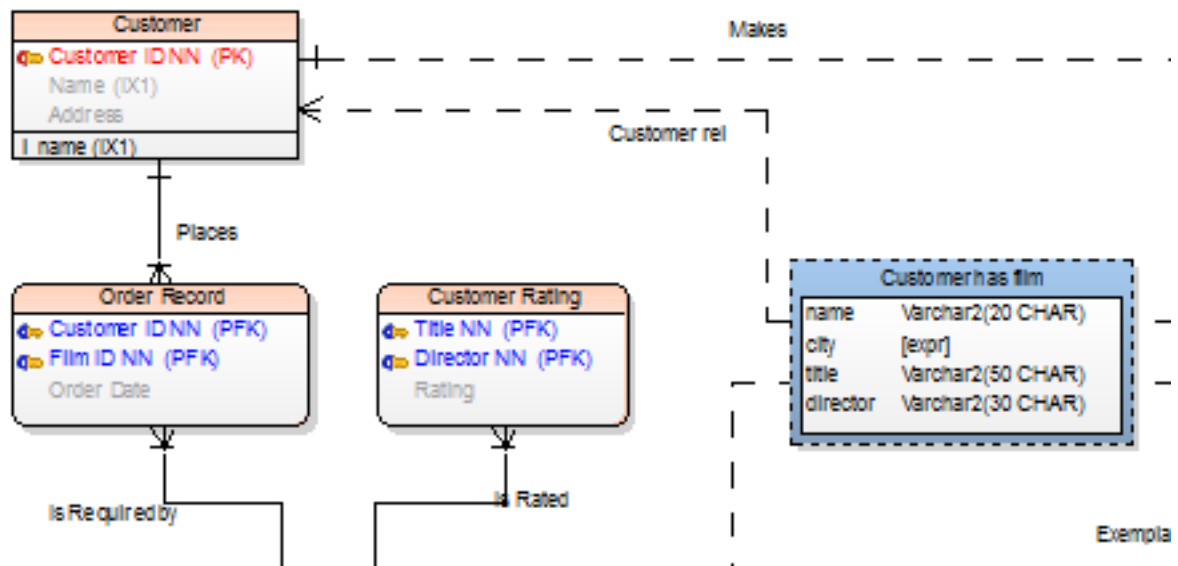 Customer
Customer ID NN (PK)
Name (IX1)
Address
I_name (IX1)
Makes
Customer rel
Places
Order Record
Customer ID NN (PFK)
Film ID NN (PFK)
Order Date
Customer Rating
Title NN (PFK)
Director NN (PFK)
Rating
Customer has film
name Varchar2(20 CHAR)
city [expr]
title Varchar2(50 CHAR)
director Varchar2(30 CHAR)
Is Required by
Is Rated
Exempla